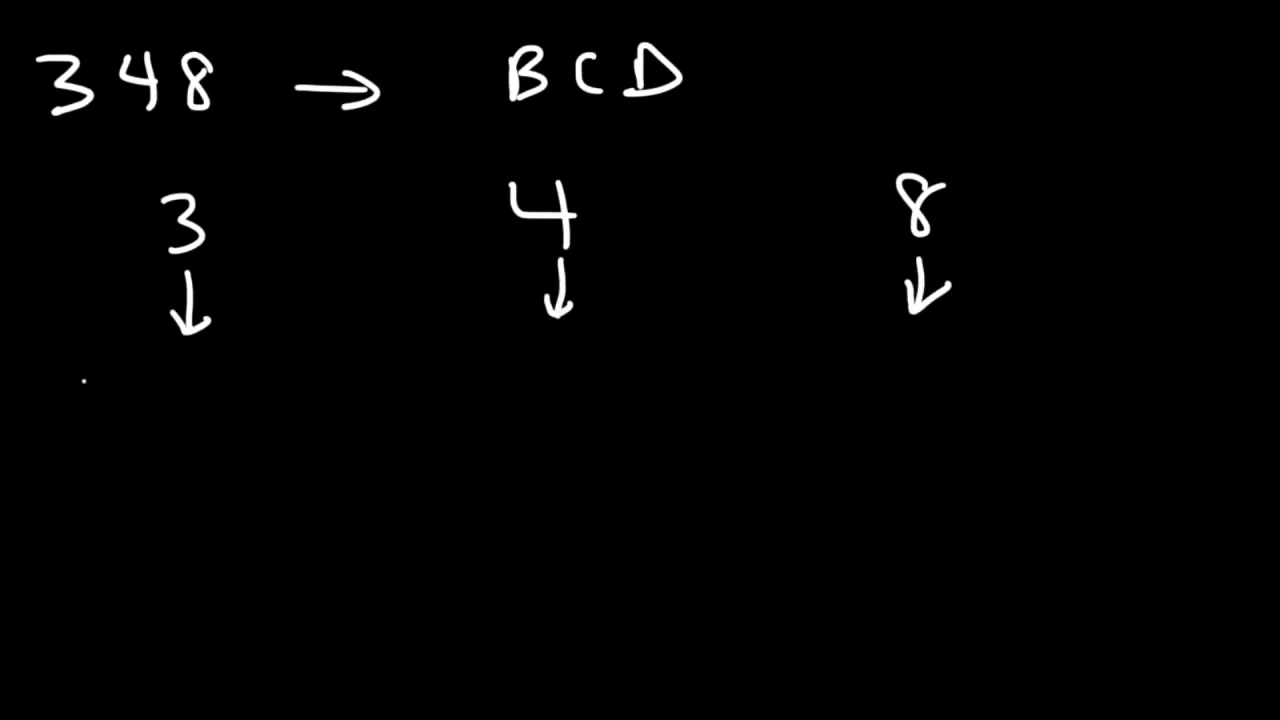 348 → BCD
3 4 8
↓ ↓ ↓